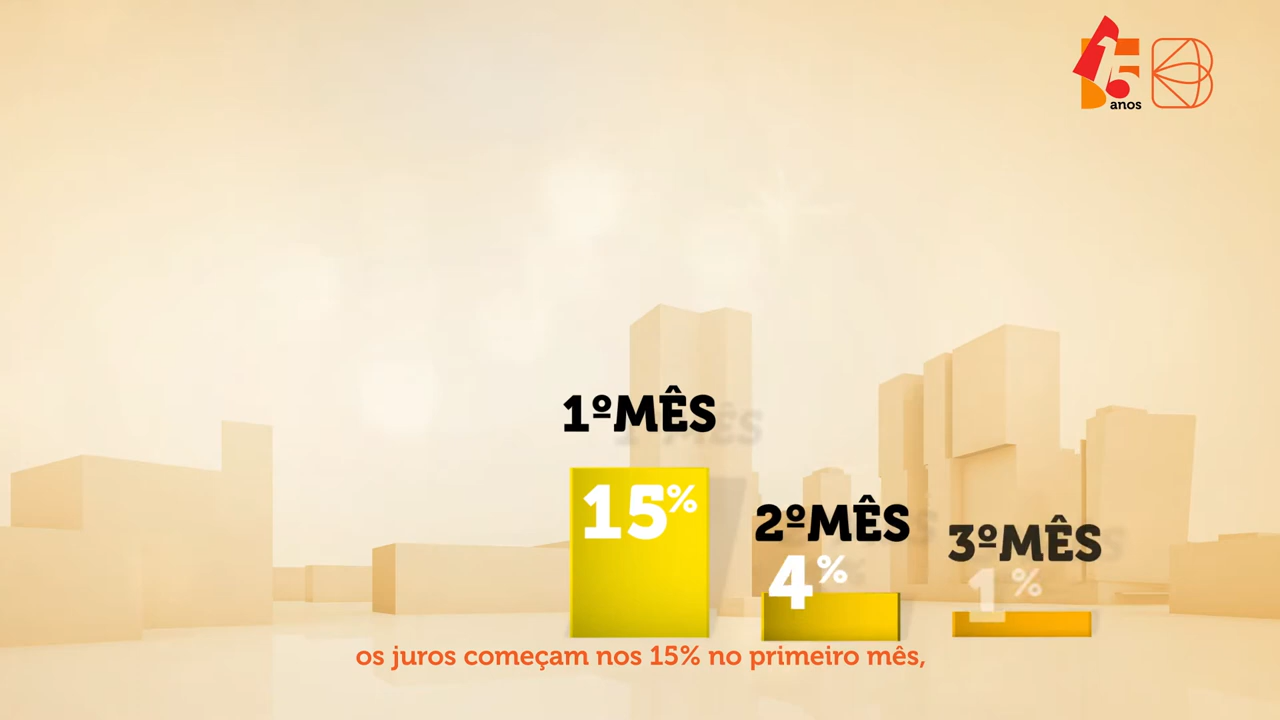 15
anos
1ºMÊS
15%
2ºMÊS
4%
3ºMÊS
1%
os juros começam nos 15% no primeiro mês,